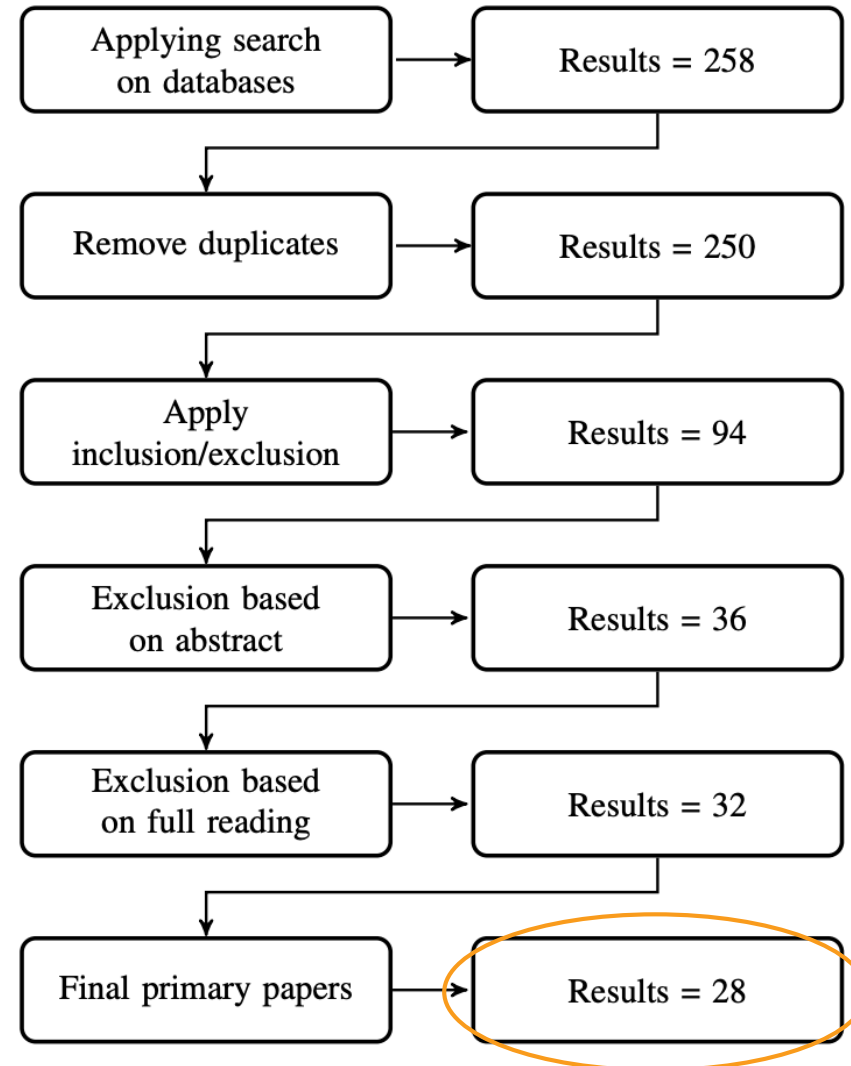 Applying search
on databases
Results = 258
Remove duplicates
Results = 250
Apply
inclusion/exclusion
Results = 94
Exclusion based
on abstract
Results = 36
Exclusion based
on full reading
Results = 32
Final primary papers
Results = 28